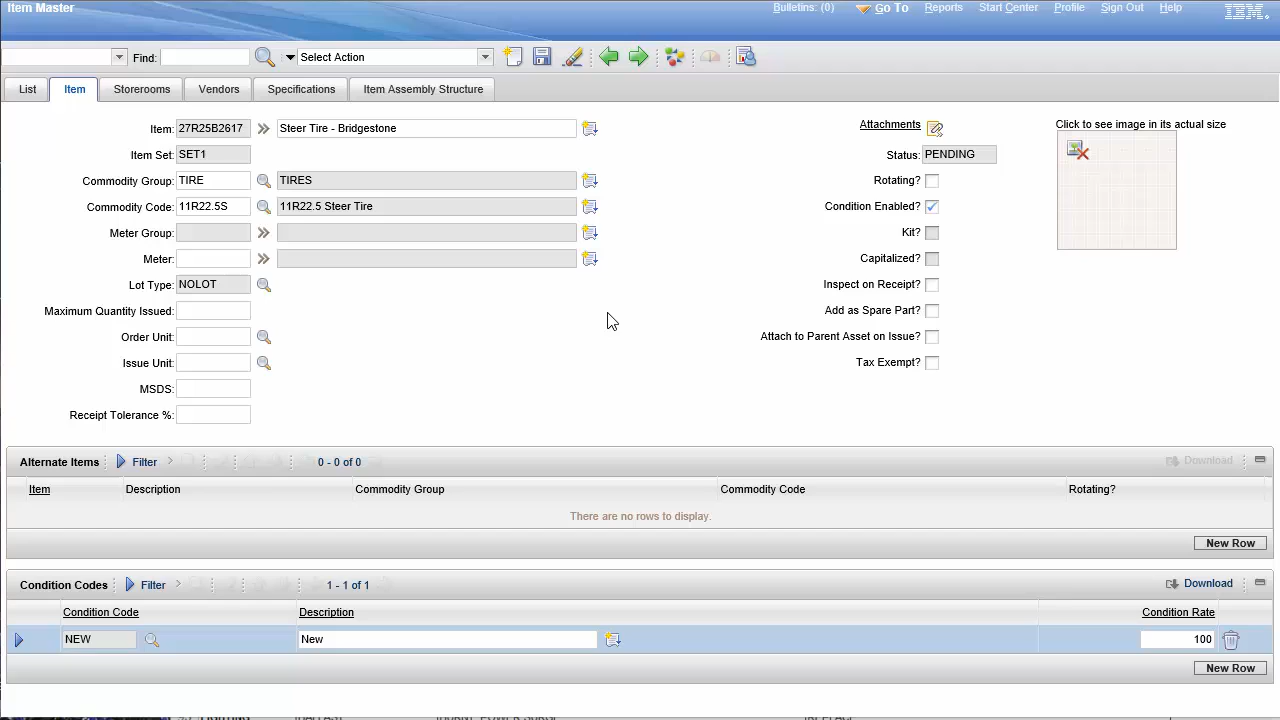 Item Master
Bulletins: (0) Go To Reports Start Center Profile Sign Out Help IBM.
Find: Select Action
List Item Storerooms Vendors Specifications Item Assembly Structure
Item: 27R25B2617 Steer Tire - Bridgestone
Attachments
Click to see image in its actual size
Item Set: SET1
Status: PENDING
Commodity Group: TIRE TIRES
Rotating?
Commodity Code: 11R22.5S 11R22.5 Steer Tire
Condition Enabled?
Meter Group:
Kit?
Meter:
Capitalized?
Lot Type: NOLOT
Inspect on Receipt?
Maximum Quantity Issued:
Add as Spare Part?
Order Unit:
Attach to Parent Asset on Issue?
Issue Unit:
Tax Exempt?
MSDS:
Receipt Tolerance %:
Alternate Items Filter 0 - 0 of 0 Download
Item Description Commodity Group Commodity Code Rotating?
There are no rows to display.
New Row
Condition Codes Filter 1 - 1 of 1 Download
Condition Code Description Condition Rate
NEW New 100
New Row